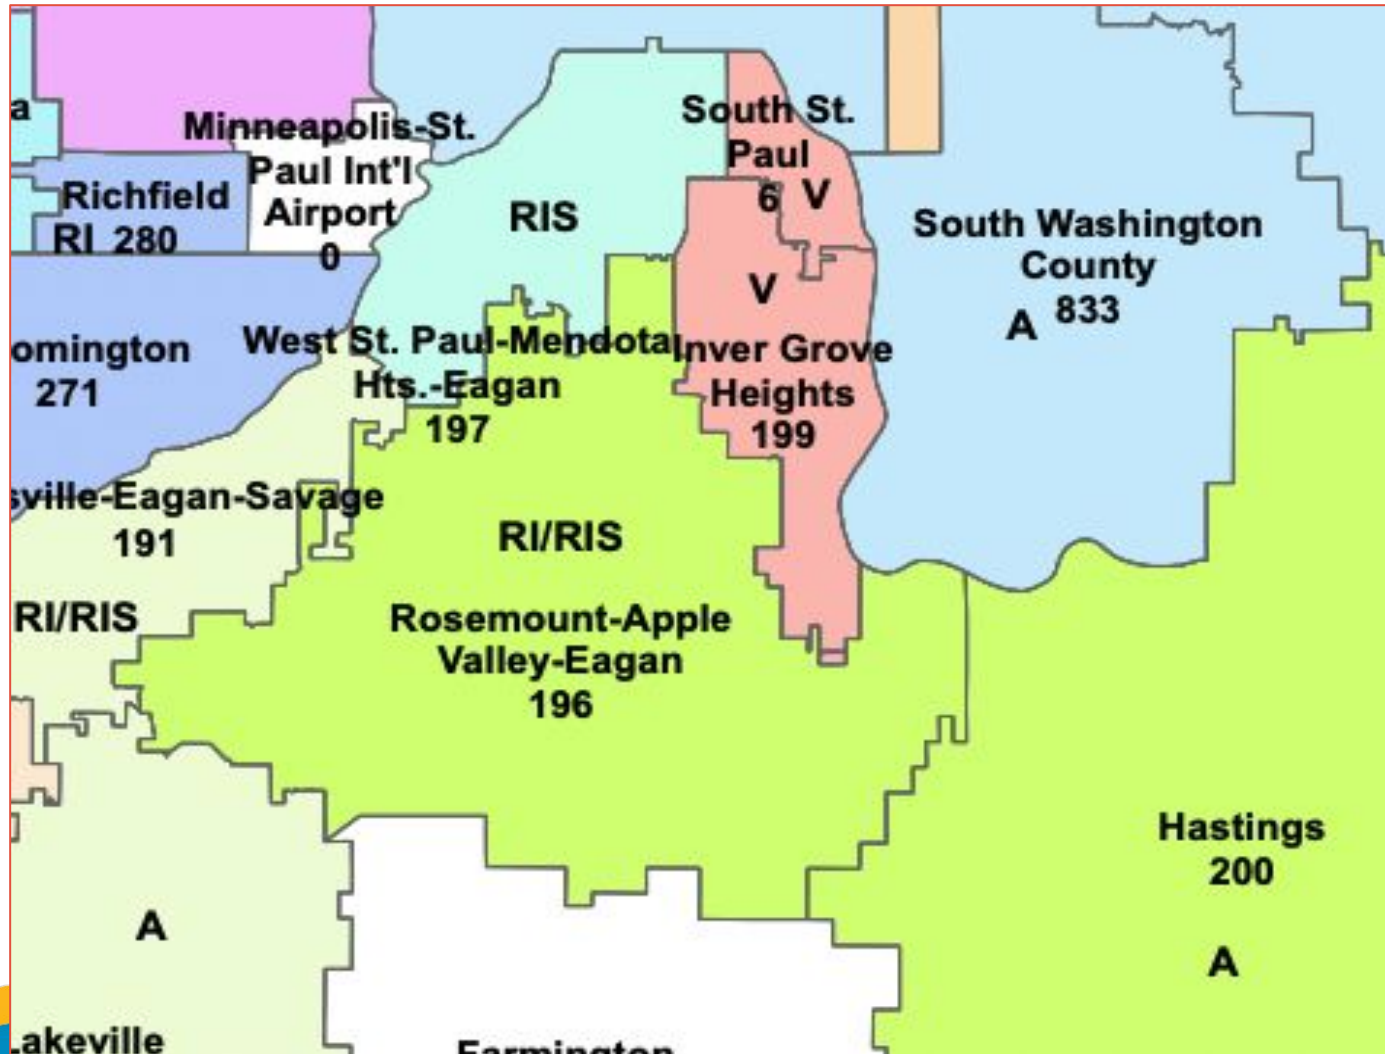 a
Minneapolis-St.
Paul Int'l
Airport
0
South St.
Paul
6 V
Richfield
RI 280
RIS
South Washington
County
833
A
V
omington
271
West St. Paul-Mendota
Hts.-Eagan
197
Inver Grove
Heights
199
sville-Eagan-Savage
191
RI/RIS
RI/RIS
Rosemount-Apple
Valley-Eagan
196
Hastings
200
A
A
Lakeville
Farmington